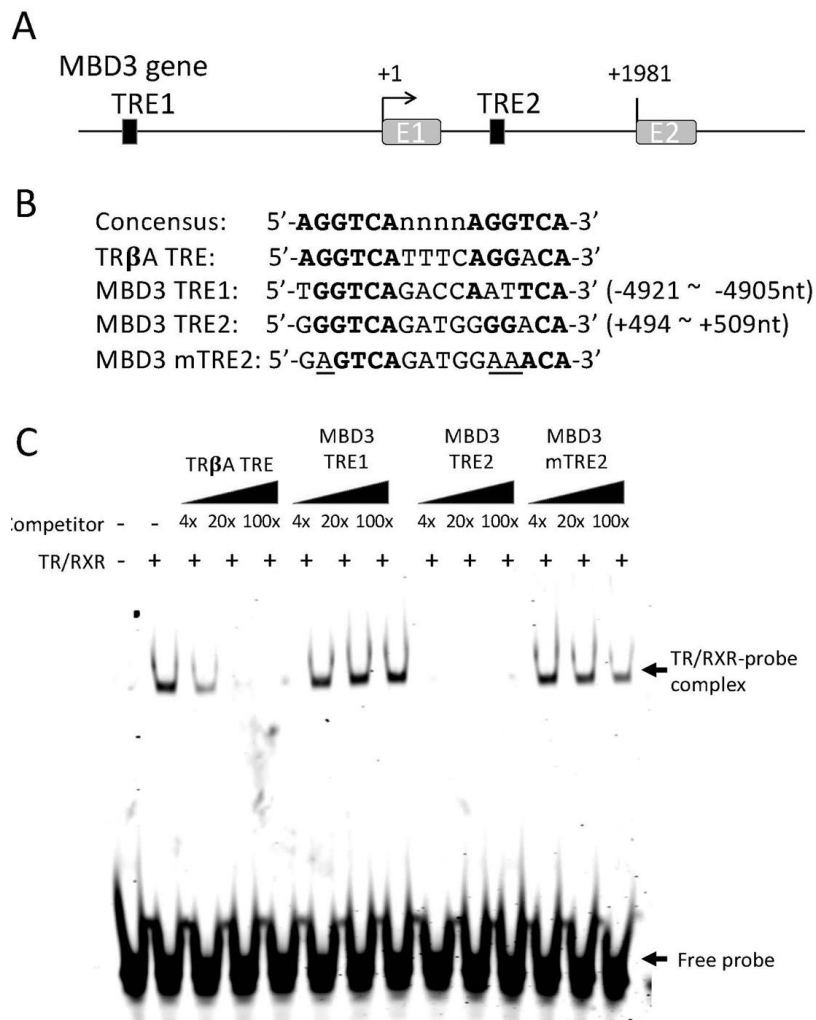 A
MBD3 gene
TRE1 +1 TRE2 +1981
E1 E2
B
Concensus: 5’-AGGTCAnnnnAGGTCA-3’
TRβA TRE: 5’-AGGTCATTTCAGGACA-3’
MBD3 TRE1: 5’-TGGTCAGACCAATTCA-3’ (-4921 ~ -4905nt)
MBD3 TRE2: 5’-GGGTCAGATGGGGACA-3’ (+494 ~ +509nt)
MBD3 mTRE2: 5’-GAGTCAGATGGAAACA-3’
C
TRβA TRE MBD3 TRE1 MBD3 TRE2 MBD3 mTRE2
:ompetitor - - 4x 20x 100x 4x 20x 100x 4x 20x 100x 4x 20x 100x
TR/RXR - + + + + + + + + + + + + +
TR/RXR-probe
complex
Free probe